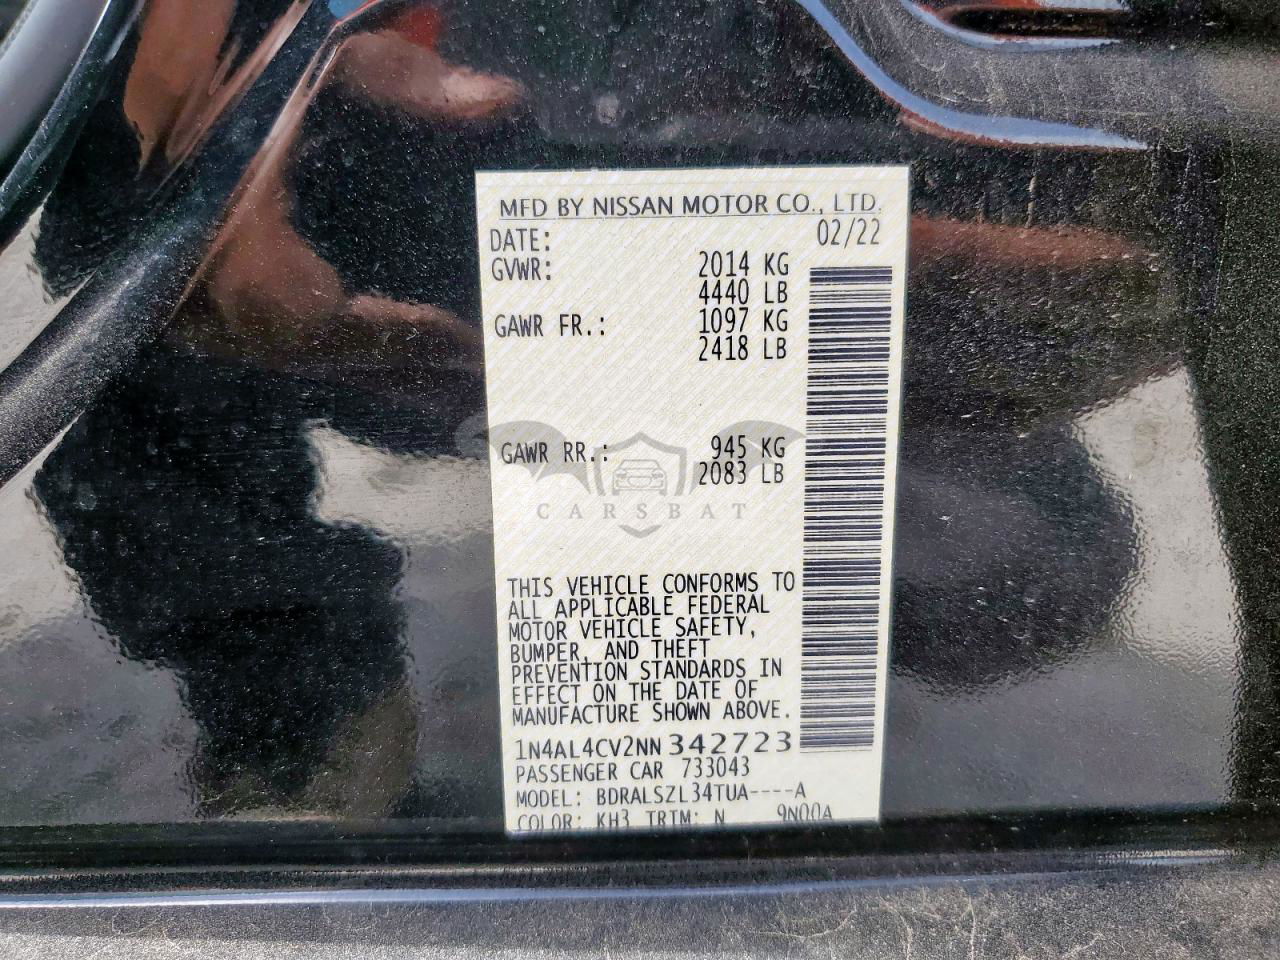 MFD BY NISSAN MOTOR CO., LTD.
DATE: 02/22
GVWR: 2014 KG
4440 LB
GAWR FR.: 1097 KG
2418 LB
GAWR RR.: 945 KG
2083 LB
CARSBAT
THIS VEHICLE CONFORMS TO
ALL APPLICABLE FEDERAL
MOTOR VEHICLE SAFETY,
BUMPER, AND THEFT
PREVENTION STANDARDS IN
EFFECT ON THE DATE OF
MANUFACTURE SHOWN ABOVE.
1N4AL4CV2NN342723
PASSENGER CAR 733043
MODEL: BDRALSZL34TUA----A
COLOR: KH3 TRTM: N 9N00A